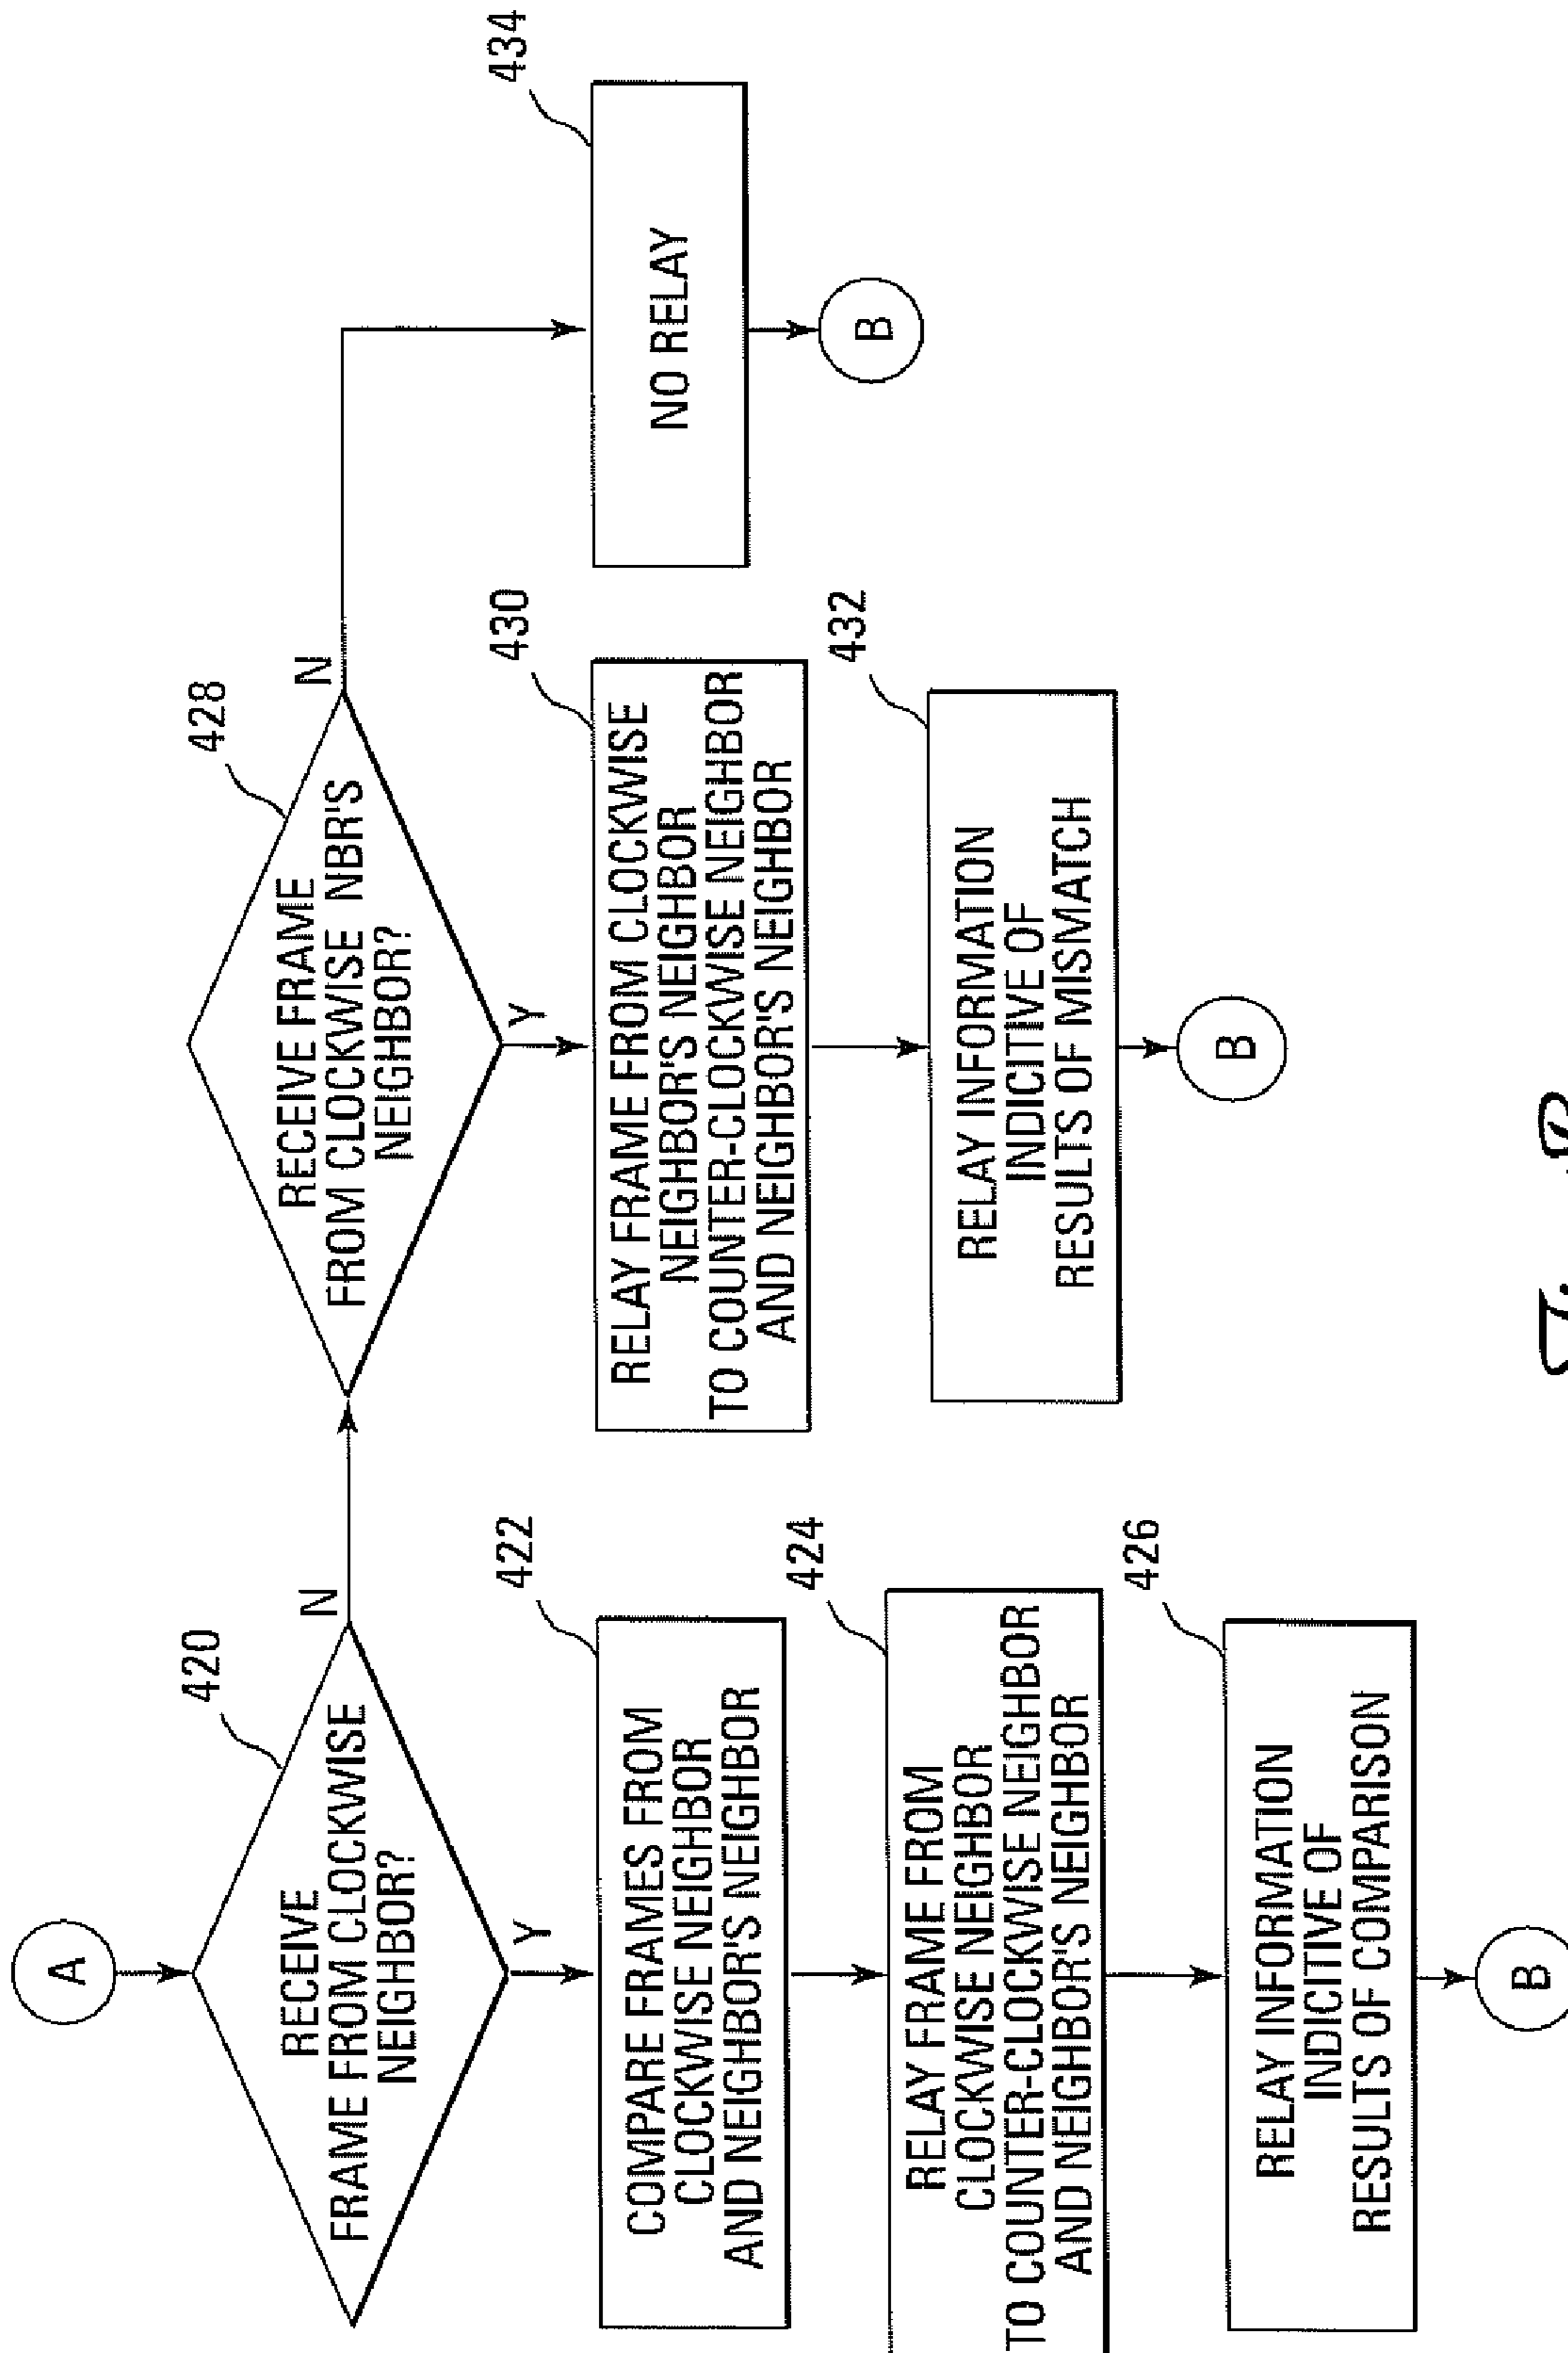 A
420
RECEIVE
FRAME FROM CLOCKWISE
NEIGHBOR?
N
Y
422
COMPARE FRAMES FROM
CLOCKWISE NEIGHBOR
AND NEIGHBOR'S NEIGHBOR
424
RELAY FRAME FROM
CLOCKWISE NEIGHBOR
TO COUNTER-CLOCKWISE NEIGHBOR
AND NEIGHBOR'S NEIGHBOR
426
RELAY INFORMATION
INDICITIVE OF
RESULTS OF COMPARISON
B
428
RECEIVE FRAME
FROM CLOCKWISE NBR'S
NEIGHBOR?
N
Y
430
RELAY FRAME FROM CLOCKWISE
NEIGHBOR'S NEIGHBOR
TO COUNTER-CLOCKWISE NEIGHBOR
AND NEIGHBOR'S NEIGHBOR
432
RELAY INFORMATION
INDICITIVE OF
RESULTS OF MISMATCH
B
434
NO RELAY
B